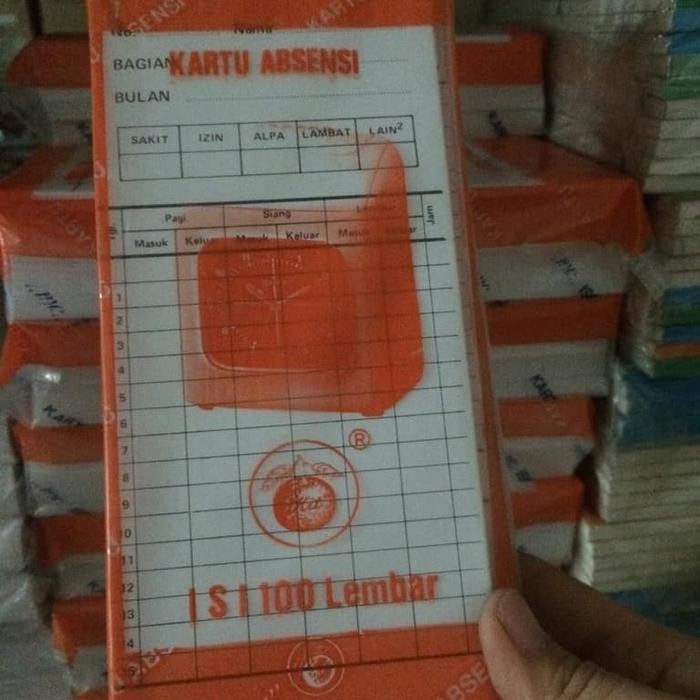 No. Nama
BAGIAN KARTU ABSENSI
BULAN
SAKIT IZIN ALPA LAMBAT LAIN2
Pagi Siang Jam
Masuk Keluar Masuk Keluar Masuk Keluar
1
2
3
4
5
6
7
8
9
10
11
12
13
14
®
ISI 100 Lembar